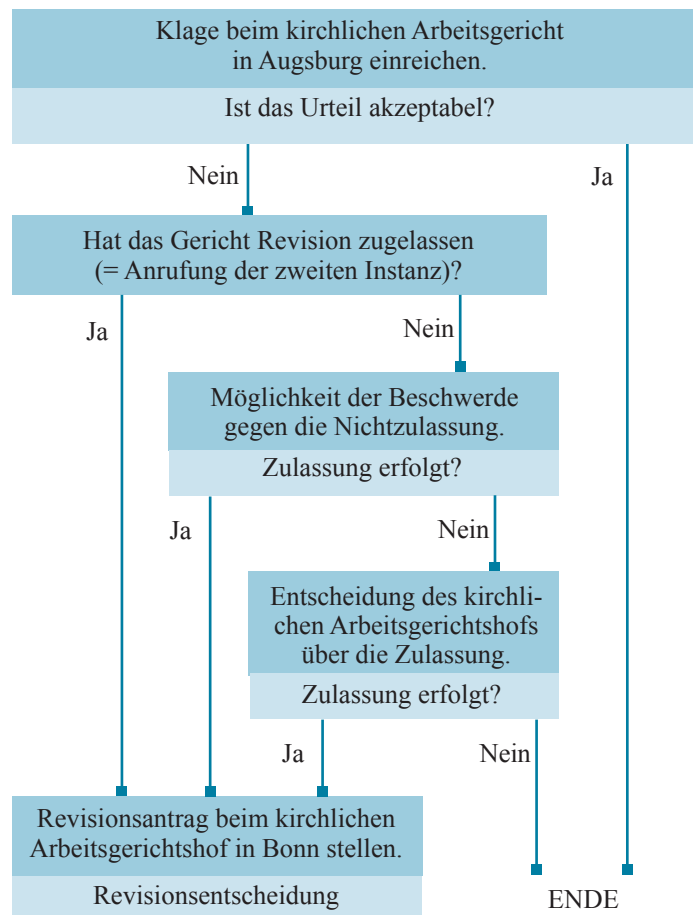 Klage beim kirchlichen Arbeitsgericht
in Augsburg einreichen.
Ist das Urteil akzeptabel?
Nein
Ja
Hat das Gericht Revision zugelassen
(= Anrufung der zweiten Instanz)?
Ja
Nein
Möglichkeit der Beschwerde
gegen die Nichtzulassung.
Zulassung erfolgt?
Ja
Nein
Entscheidung des kirchli-
chen Arbeitsgerichtshofs
über die Zulassung.
Zulassung erfolgt?
Ja
Nein
Revisionsantrag beim kirchlichen
Arbeitsgerichtshof in Bonn stellen.
Revisionsentscheidung
ENDE